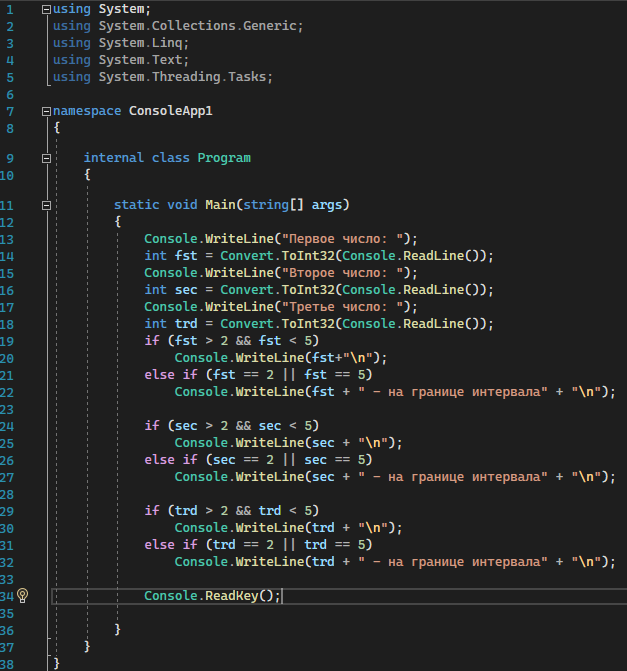 1 using System;
2 using System.Collections.Generic;
3 using System.Linq;
4 using System.Text;
5 using System.Threading.Tasks;
6
7 namespace ConsoleApp1
8 {
9 internal class Program
10 {
11 static void Main(string[] args)
12 {
13 Console.WriteLine("Первое число: ");
14 int fst = Convert.ToInt32(Console.ReadLine());
15 Console.WriteLine("Второе число: ");
16 int sec = Convert.ToInt32(Console.ReadLine());
17 Console.WriteLine("Третье число: ");
18 int trd = Convert.ToInt32(Console.ReadLine());
19 if (fst > 2 && fst < 5)
20 Console.WriteLine(fst+"\n");
21 else if (fst == 2 || fst == 5)
22 Console.WriteLine(fst + " - на границе интервала" + "\n");
23
24 if (sec > 2 && sec < 5)
25 Console.WriteLine(sec + "\n");
26 else if (sec == 2 || sec == 5)
27 Console.WriteLine(sec + " - на границе интервала" + "\n");
28
29 if (trd > 2 && trd < 5)
30 Console.WriteLine(trd + "\n");
31 else if (trd == 2 || trd == 5)
32 Console.WriteLine(trd + " - на границе интервала" + "\n");
33
34 Console.ReadKey();
35
36 }
37 }
38 }